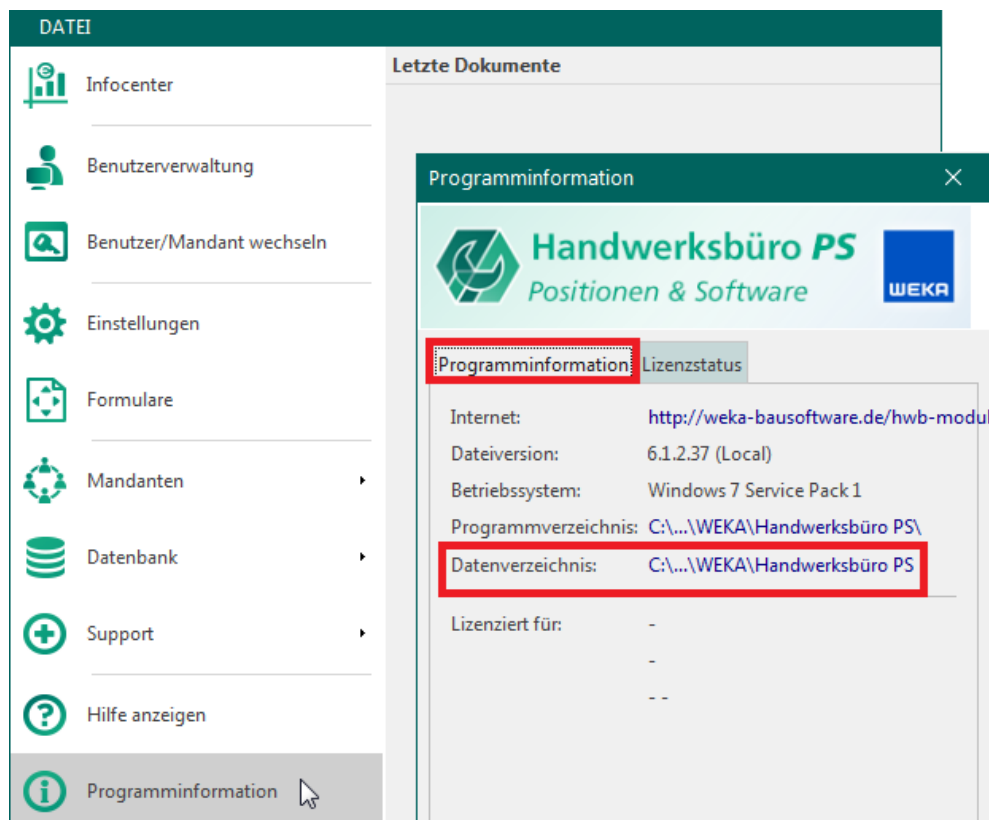 DATEI
Infocenter
Benutzerverwaltung
Benutzer/Mandant wechseln
Einstellungen
Formulare
Mandanten
Datenbank
Support
Hilfe anzeigen
Programminformation
Letzte Dokumente
Programminformation
Handwerksbüro PS
Positionen & Software
WEKA
Programminformation Lizenzstatus
Internet: http://weka-bausoftware.de/hwb-modul
Dateiversion: 6.1.2.37 (Local)
Betriebssystem: Windows 7 Service Pack 1
Programmverzeichnis: C:\...\WEKA\Handwerksbüro PS\
Datenverzeichnis: C:\...\WEKA\Handwerksbüro PS
Lizenziert für: -
-
- -